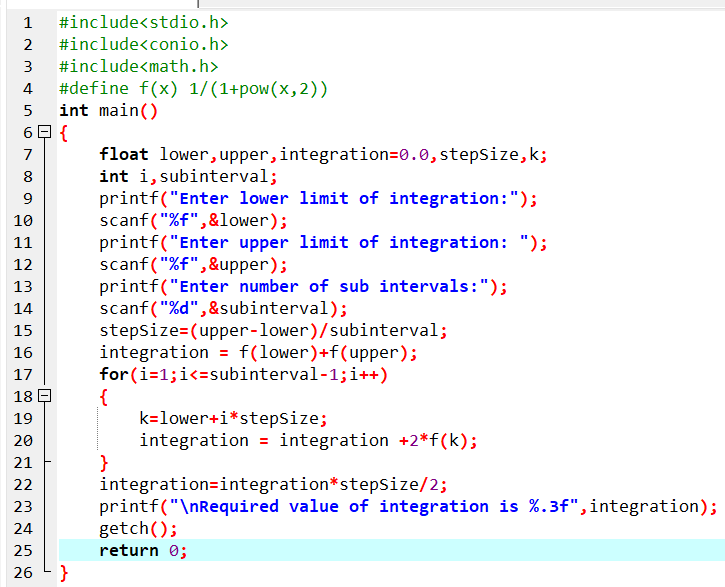 1 #include<stdio.h>
2 #include<conio.h>
3 #include<math.h>
4 #define f(x) 1/(1+pow(x,2))
5 int main()
6 {
7     float lower,upper,integration=0.0,stepSize,k;
8     int i,subinterval;
9     printf("Enter lower limit of integration:");
10     scanf("%f",&lower);
11     printf("Enter upper limit of integration: ");
12     scanf("%f",&upper);
13     printf("Enter number of sub intervals:");
14     scanf("%d",&subinterval);
15     stepSize=(upper-lower)/subinterval;
16     integration = f(lower)+f(upper);
17     for(i=1;i<=subinterval-1;i++)
18     {
19         k=lower+i*stepSize;
20         integration = integration +2*f(k);
21     }
22     integration=integration*stepSize/2;
23     printf("\nRequired value of integration is %.3f",integration);
24     getch();
25     return 0;
26 }